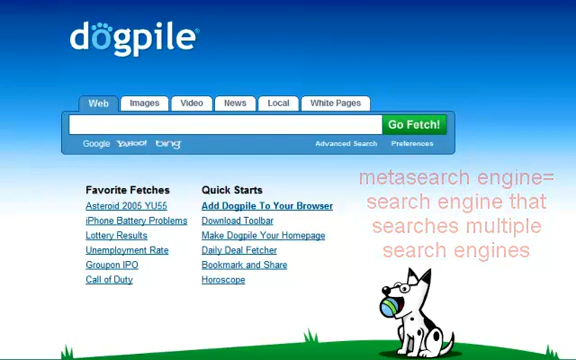 dogpile
Web
Images
Video
News
Local
White Pages
Go Fetch!
Google YAHOO! bing
Advanced Search
Preferences
metasearch engine=
search engine that
searches multiple
search engines
Favorite Fetches
Asteroid 2005 YU55
iPhone Battery Problems
Lottery Results
Unemployment Rate
Groupon IPO
Call of Duty
Quick Starts
Add Dogpile To Your Browser
Download Toolbar
Make Dogpile Your Homepage
Daily Deal Fetcher
Bookmark and Share
Horoscope